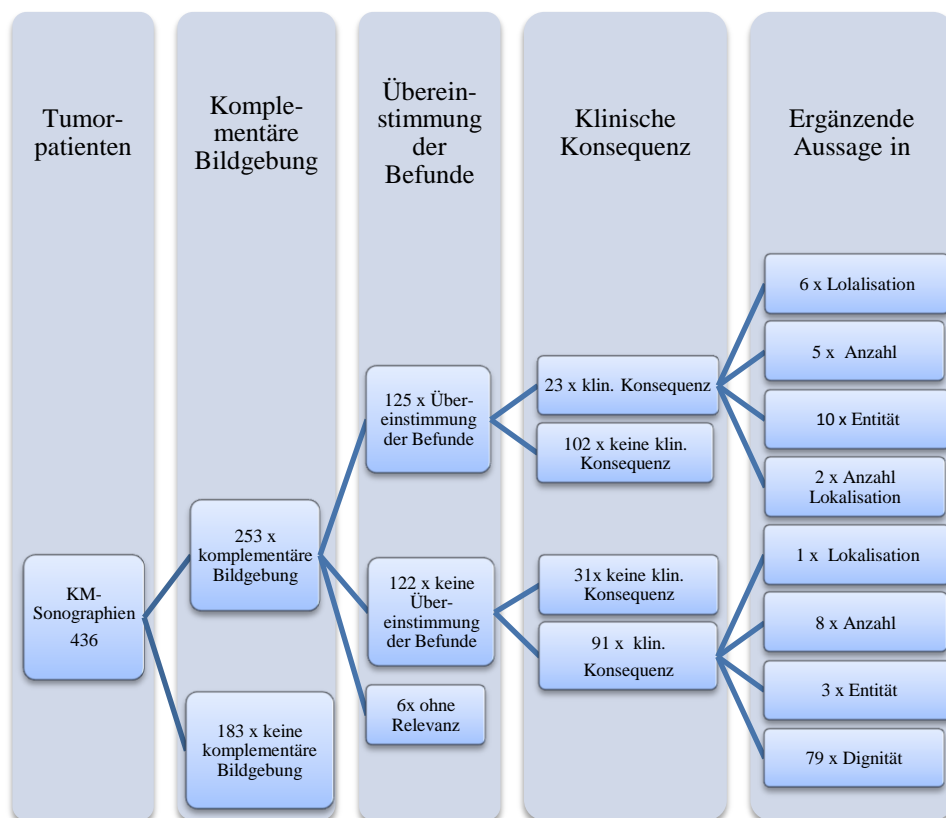 Tumor-
patienten
Komple-
mentäre
Bildgebung
Überein-
stimmung
der
Befunde
Klinische
Konsequenz
Ergänzende
Aussage in
KM-
Sonographien
436
253 x
komplementäre
Bildgebung
183 x keine
komplementäre
Bildgebung
125 x Über-
einstimmung
der Befunde
122 x keine
Über-
einstimmung
der Befunde
6x ohne
Relevanz
23 x klin. Konsequenz
102 x keine klin.
Konsequenz
31x keine klin.
Konsequenz
91 x klin.
Konsequenz
6 x Lolalisation
5 x Anzahl
10 x Entität
2 x Anzahl
Lokalisation
1 x Lokalisation
8 x Anzahl
3 x Entität
79 x Dignität